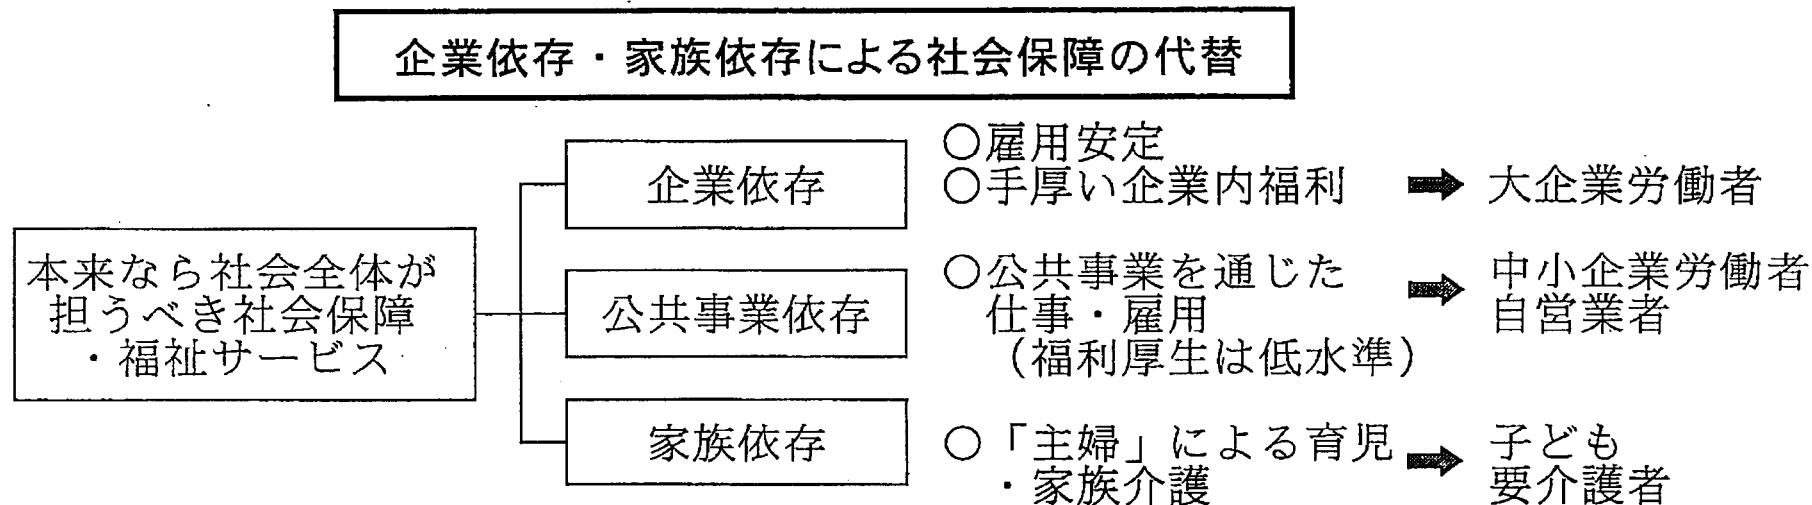 企業依存・家族依存による社会保障の代替
本来なら社会全体が
担うべき社会保障
・福祉サービス
企業依存
○雇用安定
○手厚い企業内福利
大企業労働者
公共事業依存
○公共事業を通じた
仕事・雇用
（福利厚生は低水準）
中小企業労働者
自営業者
家族依存
○「主婦」による育児
・家族介護
子ども
要介護者